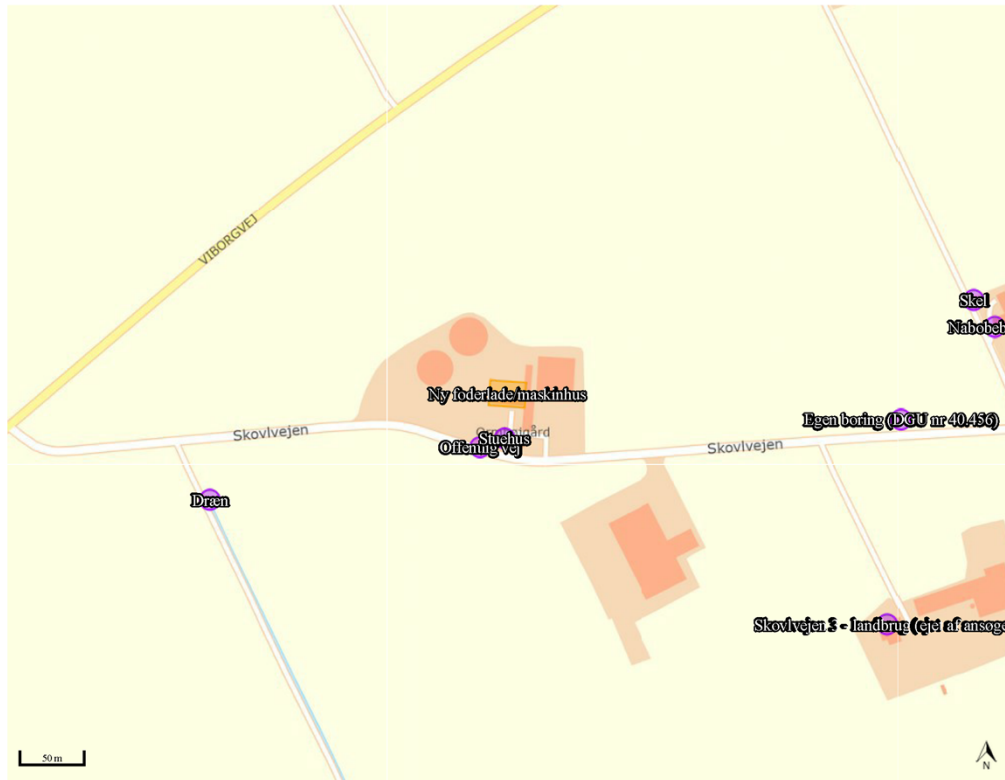 VIBORGVEJ
Skel
Nabobeb
Ny foderlade/maskinhus
Egen boring (DGU nr 40.456)
Skovlvejen
Stuehus
Offentlig vej
Skovlvejen
Dræn
Skovlvejen 3 - landbrug (ejet af ansøge
50 m
N